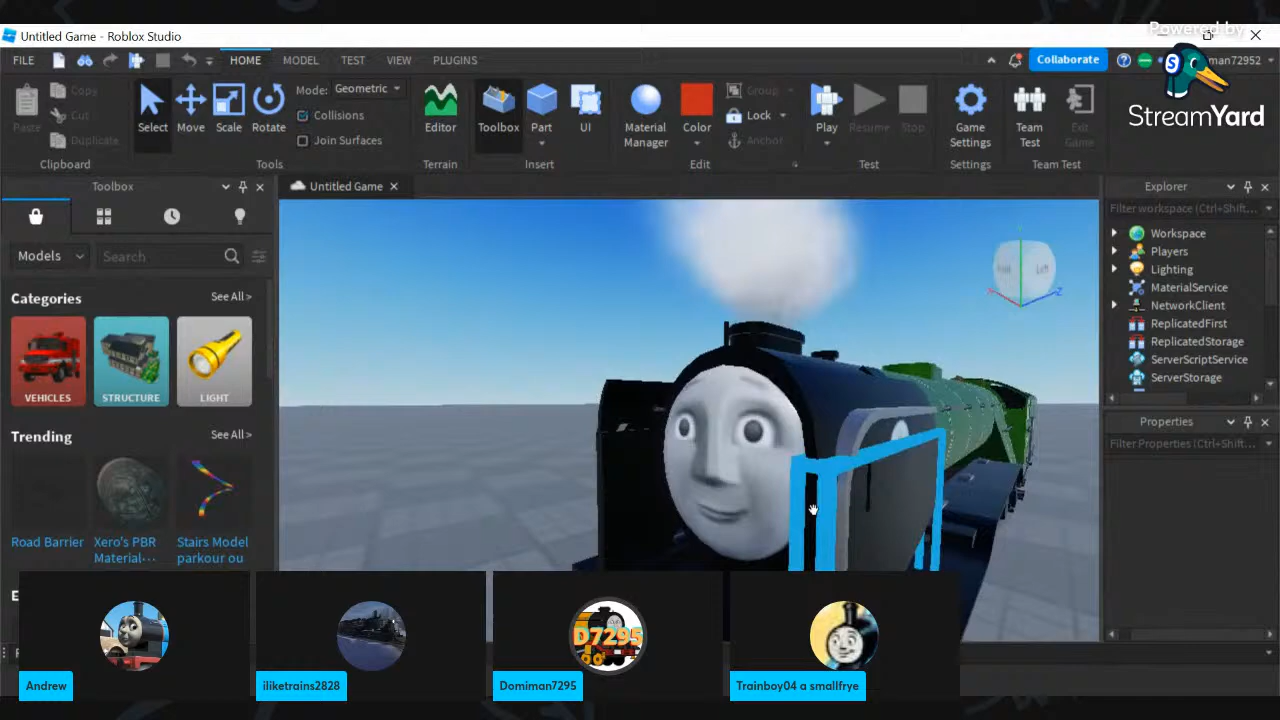 Powered by
StreamYard
Untitled Game - Roblox Studio
FILE HOME MODEL TEST VIEW PLUGINS
Collaborate
man72952
Paste
Copy
Cut
Duplicate
Clipboard
Select Move Scale Rotate
Mode: Geometric
Collisions
Join Surfaces
Tools
Editor
Terrain
Toolbox Part UI
Insert
Material
Manager
Color
Group
Lock
Anchor
Edit
Play Resume Stop
Test
Game
Settings
Settings
Team
Test
Exit
Game
Team Test
Toolbox
Untitled Game
Explorer
Filter workspace (Ctrl+Shift...
Models
Search
Categories
See All >
VEHICLES STRUCTURE LIGHT
Trending
See All >
Road Barrier
Xero's PBR
Material...
Stairs Model
parkour ou
Left
Workspace
Players
Lighting
MaterialService
NetworkClient
ReplicatedFirst
ReplicatedStorage
ServerScriptService
ServerStorage
Properties
Filter Properties (Ctrl+Shift...
D7295
Andrew
iliketrains2828
Domiman7295
Trainboy04 a smallfrye